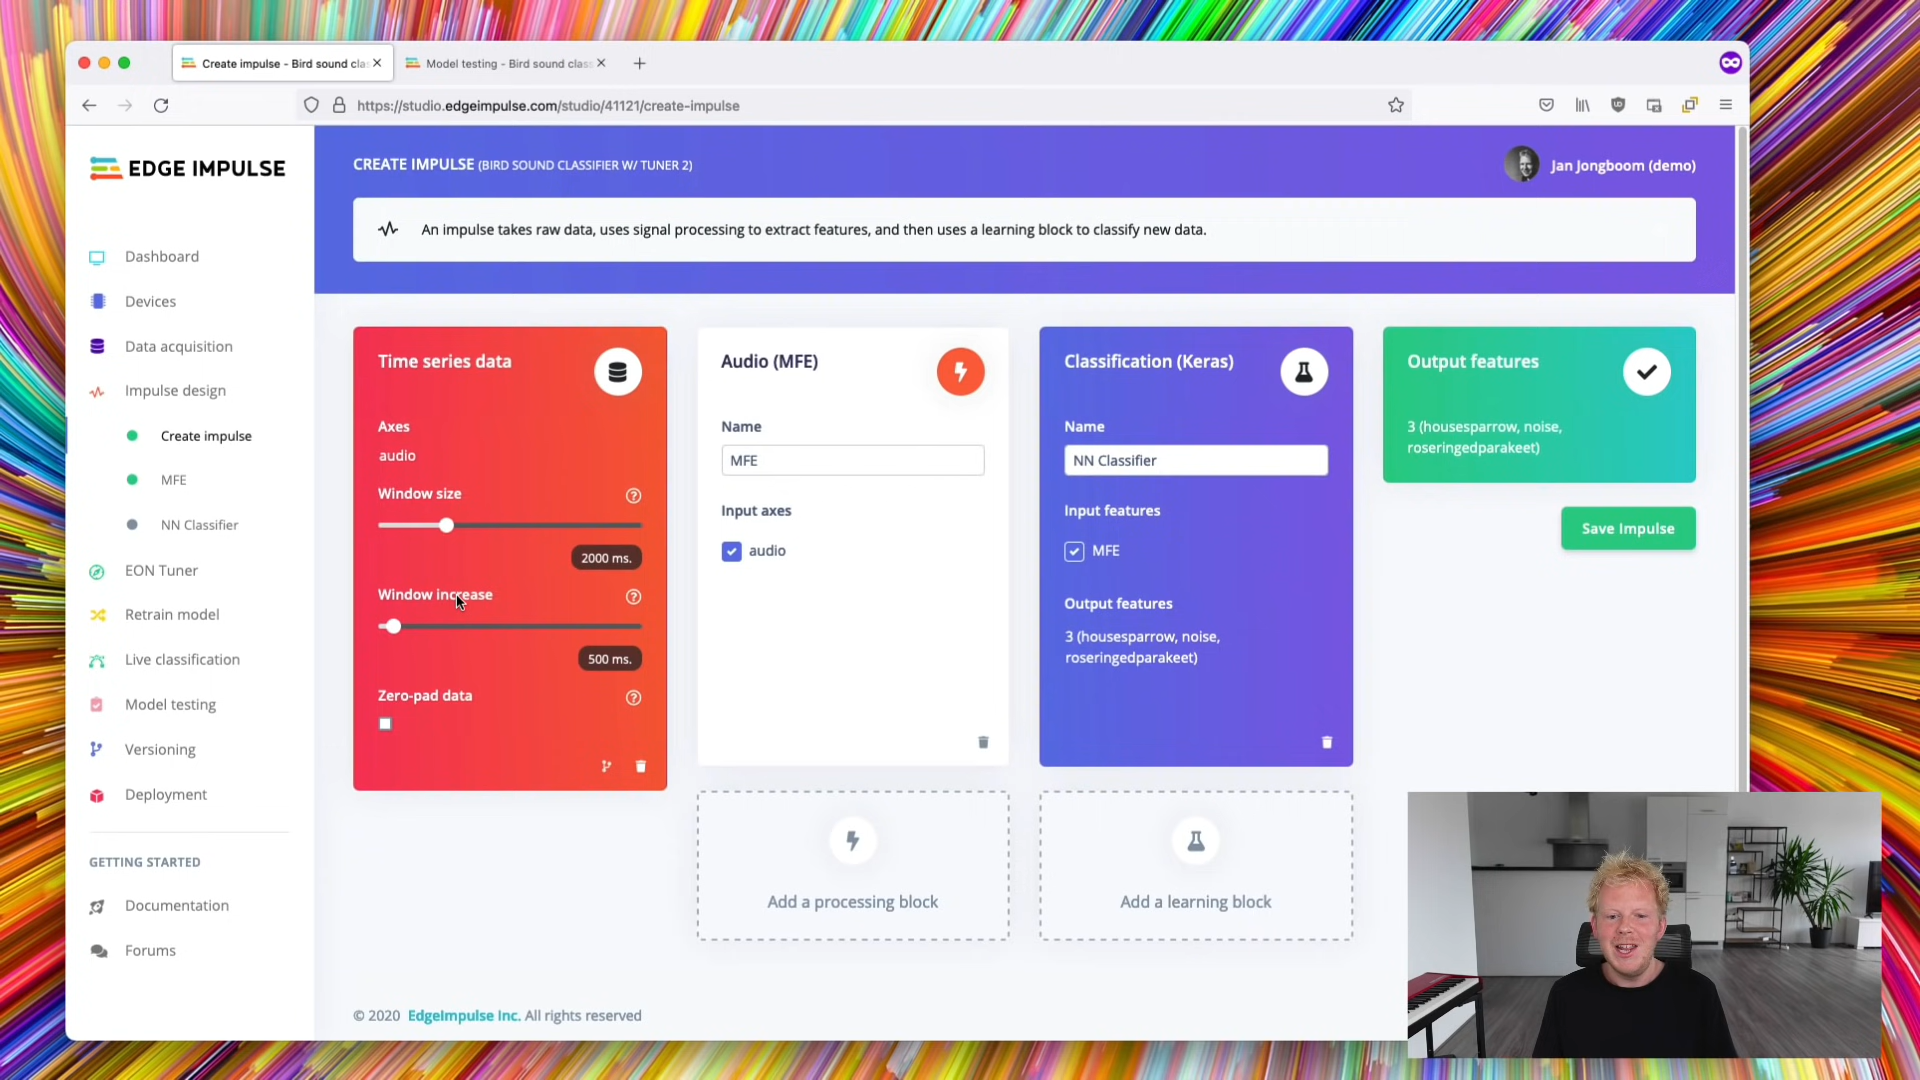 Create impulse - Bird sound cla
Model testing - Bird sound class
https://studio.edgeimpulse.com/studio/41121/create-impulse
EDGE IMPULSE
CREATE IMPULSE (BIRD SOUND CLASSIFIER W/ TUNER 2)
Jan Jongboom (demo)
An impulse takes raw data, uses signal processing to extract features, and then uses a learning block to classify new data.
Dashboard
Devices
Data acquisition
Impulse design
Create impulse
MFE
NN Classifier
EON Tuner
Retrain model
Live classification
Model testing
Versioning
Deployment
GETTING STARTED
Documentation
Forums
Time series data
Axes
audio
Window size
?
2000 ms.
Window increase
?
500 ms.
Zero-pad data
?
Audio (MFE)
Name
MFE
Input axes
audio
Classification (Keras)
Name
NN Classifier
Input features
MFE
Output features
3 (housesparrow, noise,
roseringedparakeet)
Output features
3 (housesparrow, noise,
roseringedparakeet)
Save Impulse
Add a processing block
Add a learning block
© 2020 EdgeImpulse Inc. All rights reserved